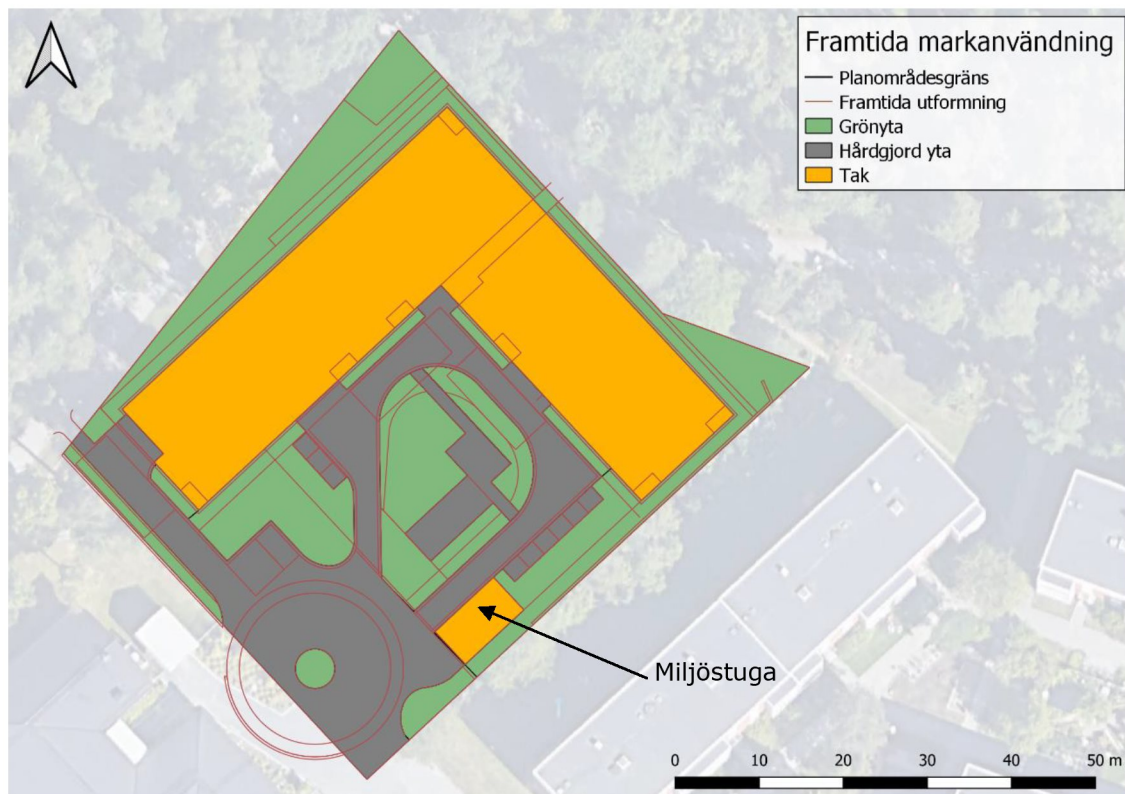 Framtida markanvändning
Planområdesgräns
Framtida utformning
Grönyta
Hårdgjord yta
Tak
Miljöstuga
0 10 20 30 40 50 m